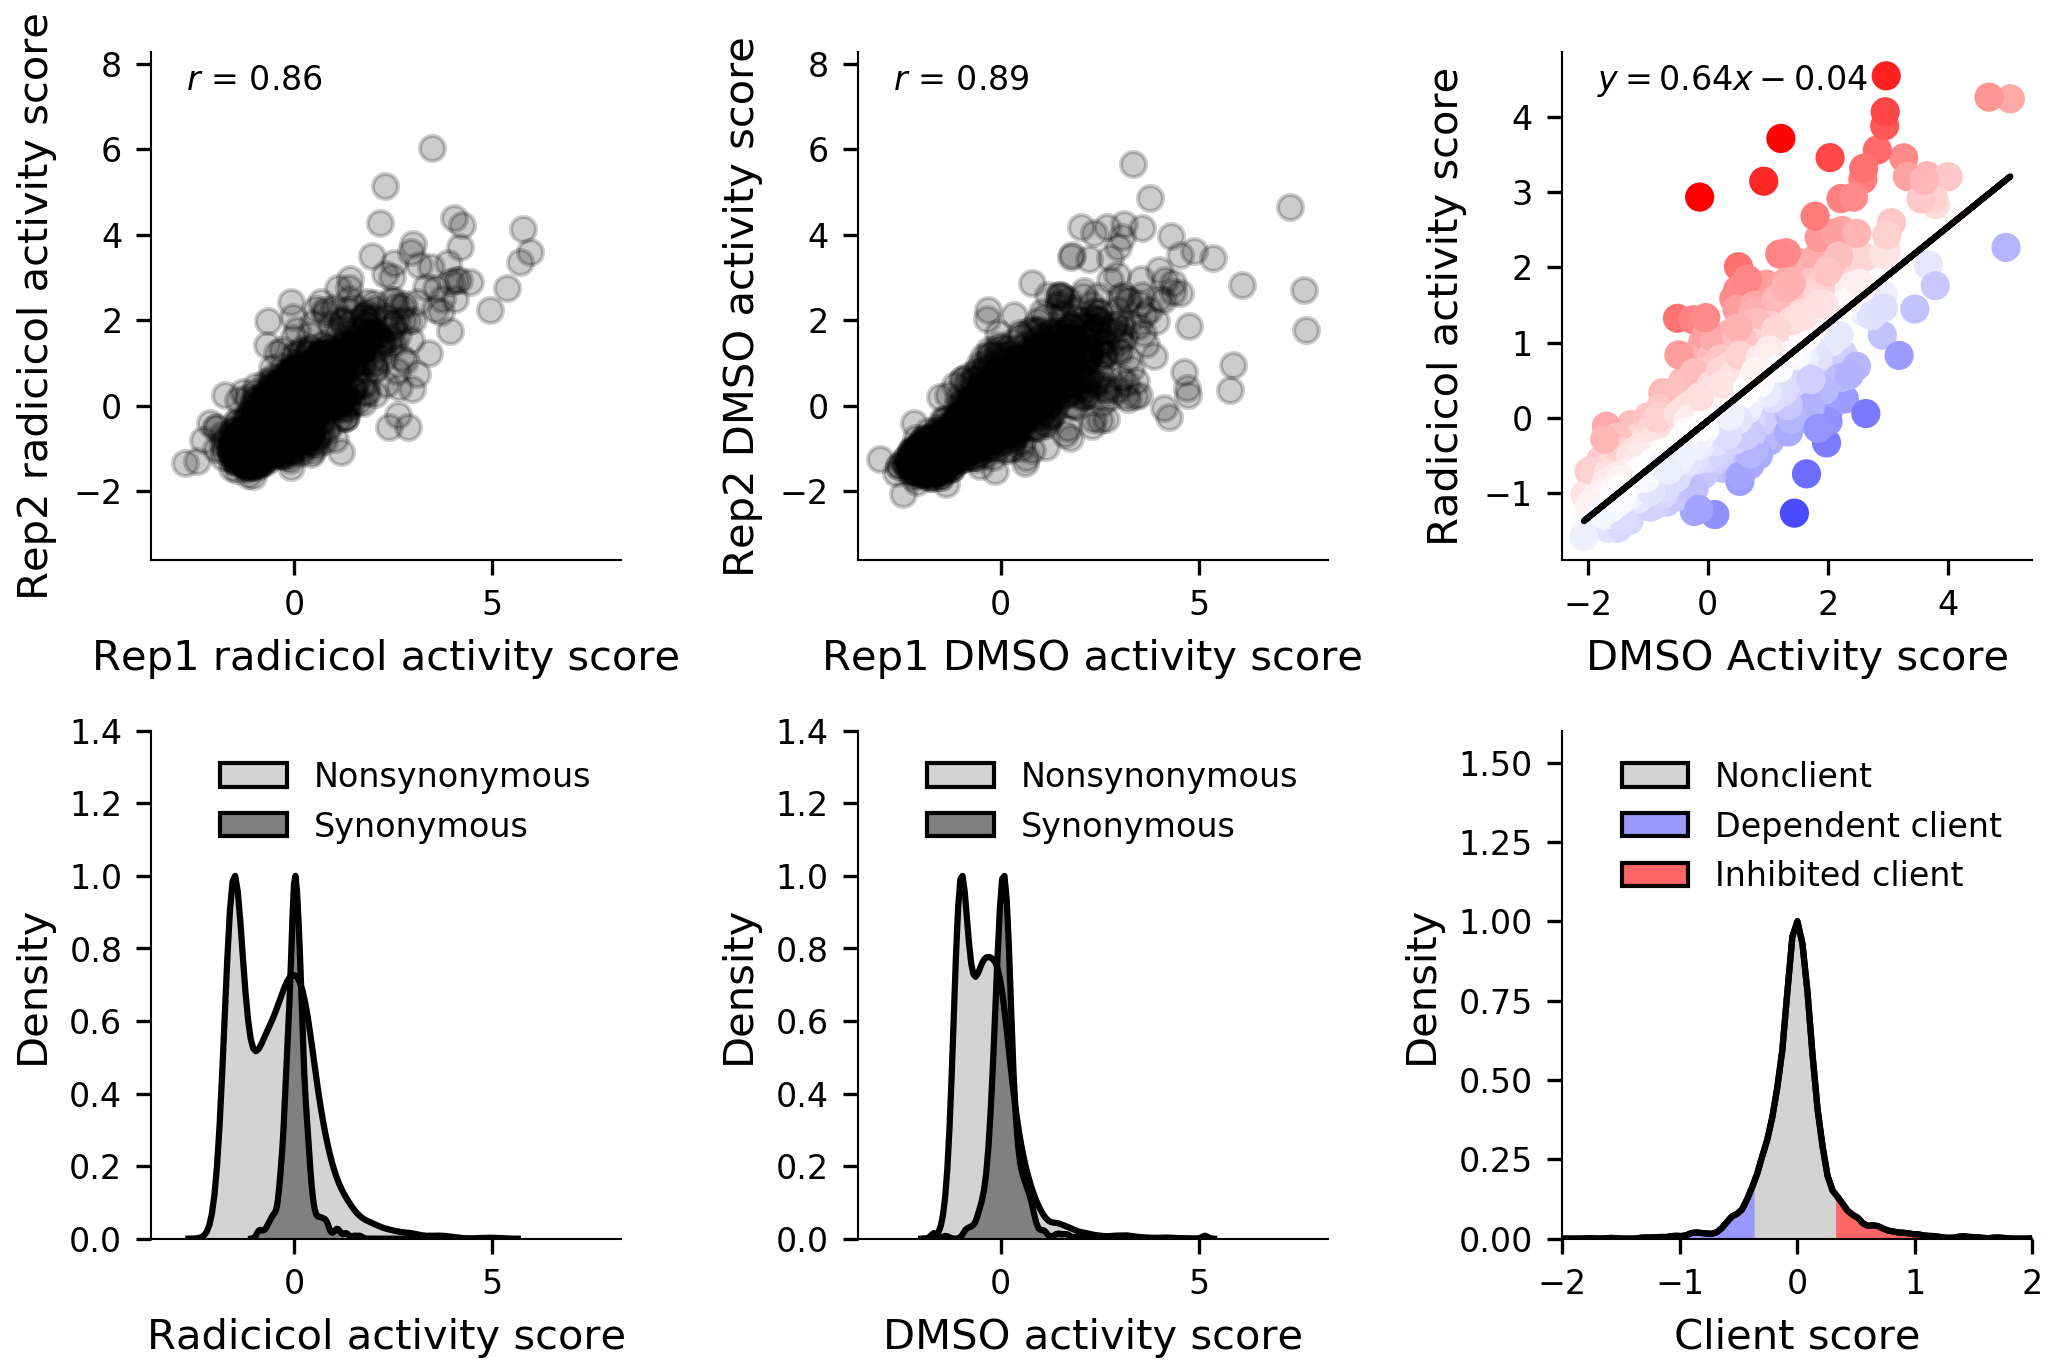 Rep2 radicicol activity score
8
6
4
2
0
−2
r = 0.86
0
5
Rep1 radicicol activity score
Rep2 DMSO activity score
8
6
4
2
0
−2
r = 0.89
0
5
Rep1 DMSO activity score
Radicicol activity score
4
3
2
1
0
−1
y = 0.64x − 0.04
−2
0
2
4
DMSO Activity score
Density
1.4
1.2
1.0
0.8
0.6
0.4
0.2
0.0
Nonsynonymous
Synonymous
0
5
Radicicol activity score
Density
1.4
1.2
1.0
0.8
0.6
0.4
0.2
0.0
Nonsynonymous
Synonymous
0
5
DMSO activity score
Density
1.50
1.25
1.00
0.75
0.50
0.25
0.00
Nonclient
Dependent client
Inhibited client
−2
−1
0
1
2
Client score